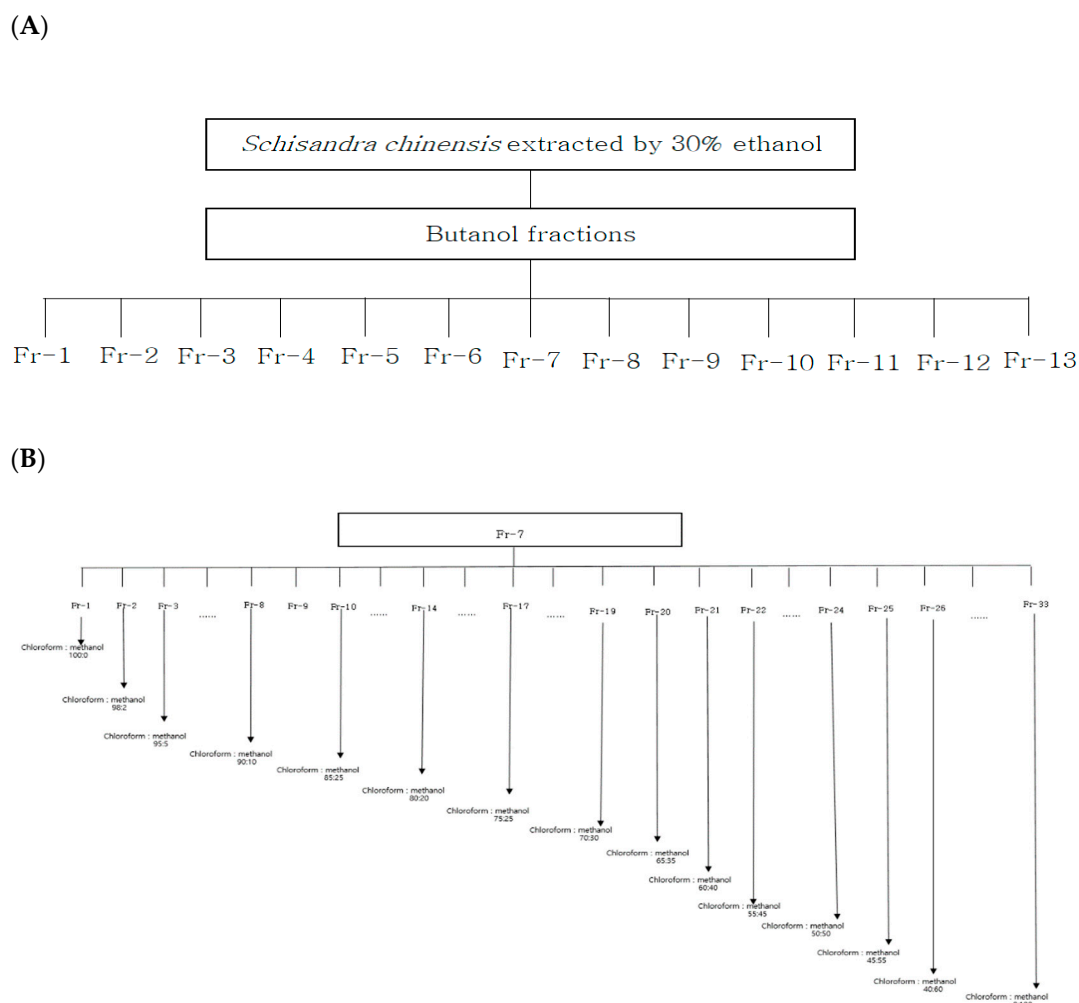 (A)
Schisandra chinensis extracted by 30% ethanol
Butanol fractions
Fr-1 Fr-2 Fr-3 Fr-4 Fr-5 Fr-6 Fr-7 Fr-8 Fr-9 Fr-10 Fr-11 Fr-12 Fr-13
(B)
Fr-7
Fr-1 Fr-2 Fr-3 ...... Fr-8 Fr-9 Fr-10 ...... Fr-14 ...... Fr-17 ...... Fr-19 Fr-20 Fr-21 Fr-22 ...... Fr-24 Fr-25 Fr-26 ...... Fr-33
Chloroform : methanol
100:0
Chloroform : methanol
98:2
Chloroform : methanol
95:5
Chloroform : methanol
90:10
Chloroform : methanol
85:25
Chloroform : methanol
80:20
Chloroform : methanol
75:25
Chloroform : methanol
70:30
Chloroform : methanol
65:35
Chloroform : methanol
60:40
Chloroform : methanol
55:45
Chloroform : methanol
50:50
Chloroform : methanol
45:55
Chloroform : methanol
40:60
Chloroform : methanol